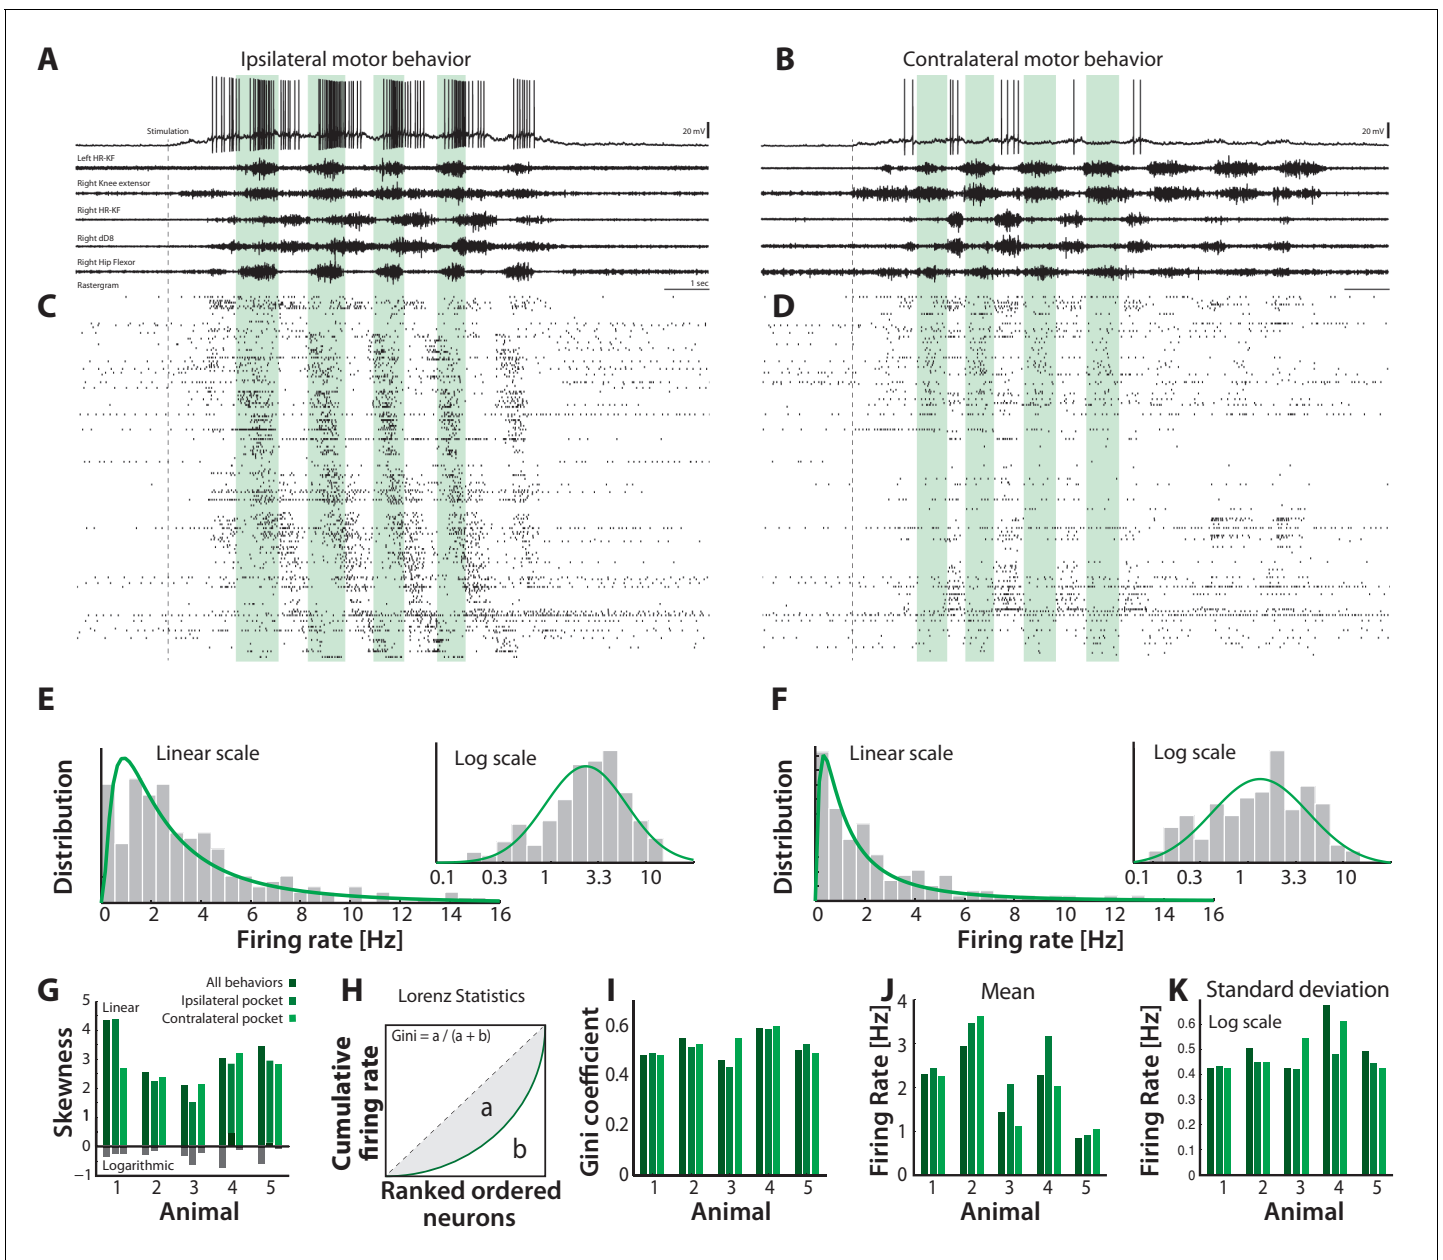 A
Ipsilateral motor behavior
Stimulation
20 mV
Left HR-KF
Right Knee extensor
Right HR-KF
Right dD8
Right Hip Flexor
Rastergram
1 sec
B
Contralateral motor behavior
20 mV
C
D
E
Linear scale
Log scale
Distribution
0.1 0.3 1 3.3 10
0 2 4 6 8 10 12 14 16
Firing rate [Hz]
F
Linear scale
Log scale
Distribution
0.1 0.3 1 3.3 10
0 2 4 6 8 10 12 14 16
Firing rate [Hz]
G
All behaviors
Ipsilateral pocket
Contralateral pocket
Linear
Logarithmic
Skewness
5
4
3
2
1
0
−1
1 2 3 4 5
Animal
H
Lorenz Statistics
Gini = a / (a + b)
a
b
Cumulative
firing rate
Ranked ordered
neurons
I
Gini coefficient
0.6
0.4
0.2
0
1 2 3 4 5
Animal
J
Mean
Firing Rate [Hz]
4
3
2
1
0
1 2 3 4 5
Animal
K
Standard deviation
Log scale
Firing Rate [Hz]
0.6
0.5
0.4
0.3
0.2
0.1
0
1 2 3 4 5
Animal